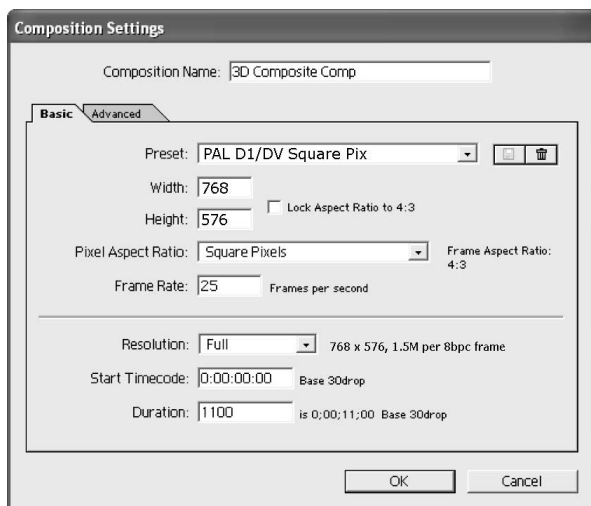 Composition Settings
Composition Name: 3D Composite Comp
Basic Advanced
Preset: PAL D1/DV Square Pix
Width: 768
Lock Aspect Ratio to 4:3
Height: 576
Pixel Aspect Ratio: Square Pixels Frame Aspect Ratio:
4:3
Frame Rate: 25 Frames per second
Resolution: Full 768 x 576, 1.5M per 8bpc frame
Start Timecode: 0:00:00:00 Base 30drop
Duration: 1100 is 0;00;11;00 Base 30drop
OK Cancel